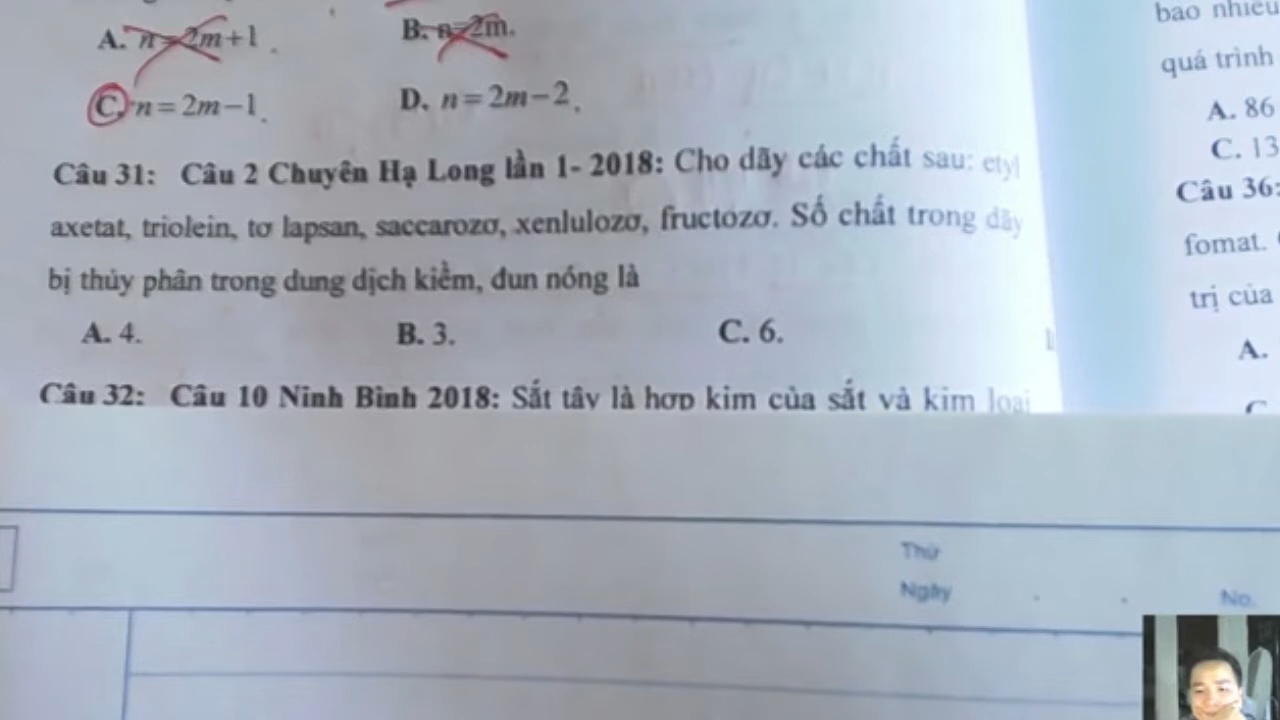 A. n=2m+1.
B. n=2m.
C. n=2m−1.
D. n=2m−2.
Câu 31: Câu 2 Chuyên Hạ Long lần 1- 2018: Cho dãy các chất sau: etyl
axetat, triolein, tơ lapsan, saccarozơ, xenlulozơ, fructozơ. Số chất trong dãy
bị thủy phân trong dung dịch kiềm, đun nóng là
A. 4.
B. 3.
C. 6.
Câu 32: Câu 10 Ninh Bình 2018: Sắt tây là hợp kim của sắt và kim loại
bao nhiêu
quá trình
A. 86
C. 13
Câu 36:
fomat.
trị của
A.
Thứ
Ngày
No.